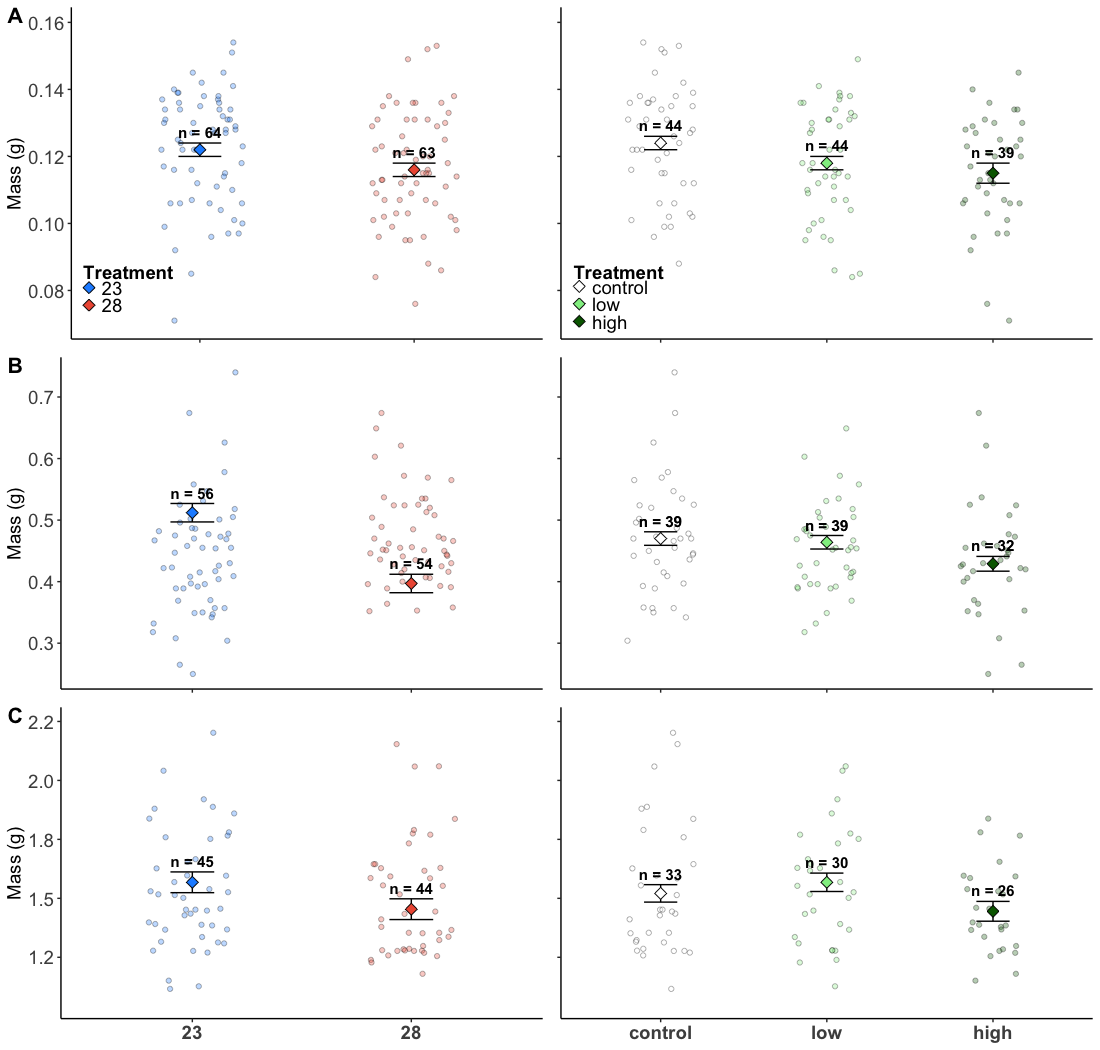 A
Mass (g)
0.16
0.14
0.12
0.10
0.08
n = 64
n = 63
Treatment
23
28
n = 44
n = 44
n = 39
Treatment
control
low
high
B
Mass (g)
0.7
0.6
0.5
0.4
0.3
n = 56
n = 54
n = 39
n = 39
n = 32
C
Mass (g)
2.2
2.0
1.8
1.5
1.2
n = 45
n = 44
n = 33
n = 30
n = 26
23
28
control
low
high